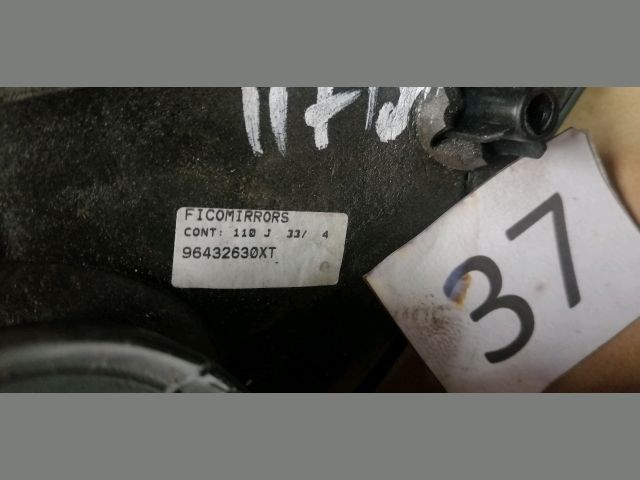 FICOMIRRORS
CONT: 110 J 33/ 4
96432630XT
37